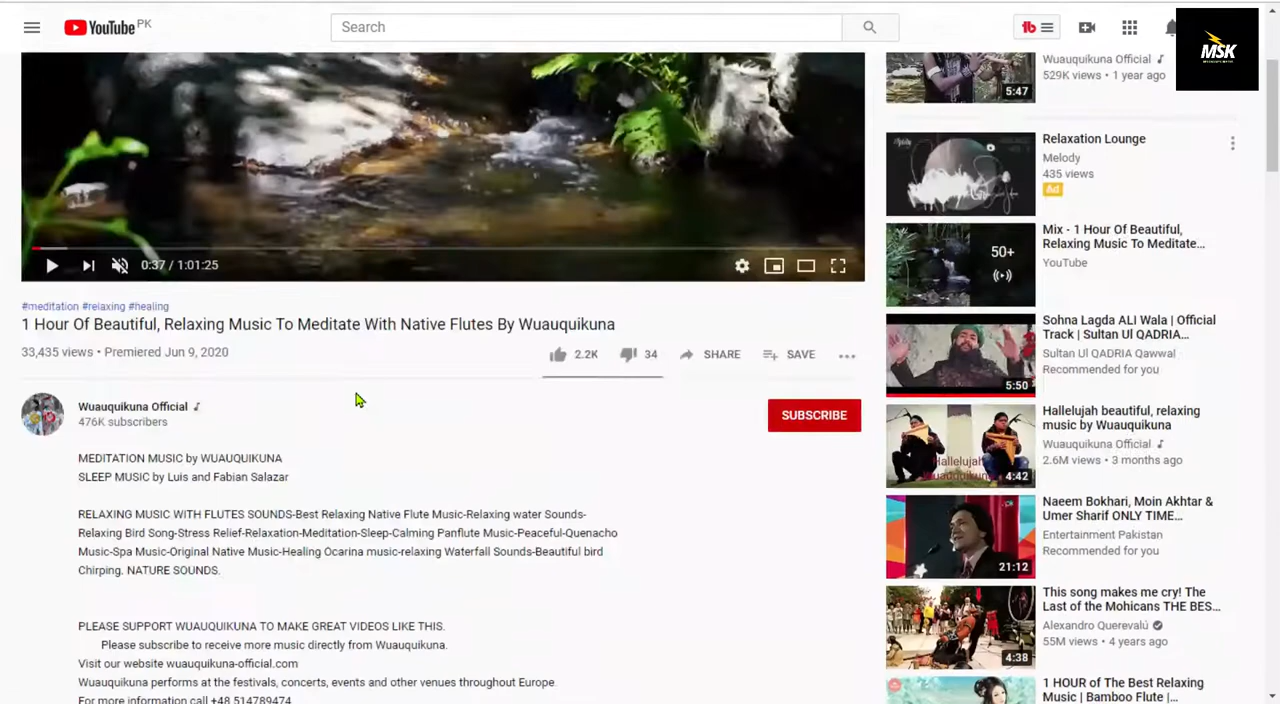 YouTube PK
Search
MSK
0:37 / 1:01:25
#meditation #relaxing #healing
1 Hour Of Beautiful, Relaxing Music To Meditate With Native Flutes By Wuauquikuna
33,435 views • Premiered Jun 9, 2020
2.2K
34
SHARE
SAVE
Wuauquikuna Official
476K subscribers
SUBSCRIBE
MEDITATION MUSIC by WUAUQUIKUNA
SLEEP MUSIC by Luis and Fabian Salazar
RELAXING MUSIC WITH FLUTES SOUNDS-Best Relaxing Native Flute Music-Relaxing water Sounds-
Relaxing Bird Song-Stress Relief-Relaxation-Meditation-Sleep-Calming Panflute Music-Peaceful-Quenacho
Music-Spa Music-Original Native Music-Healing Ocarina music-relaxing Waterfall Sounds-Beautiful bird
Chirping. NATURE SOUNDS.
PLEASE SUPPORT WUAUQUIKUNA TO MAKE GREAT VIDEOS LIKE THIS.
Please subscribe to receive more music directly from Wuauquikuna.
Visit our website wuauquikuna-official.com
Wuauquikuna performs at the festivals, concerts, events and other venues throughout Europe.
For more information call +48 514789474
Wuauquikuna Official
529K views • 1 year ago
5:47
Relaxation Lounge
Melody
435 views
Ad
Mix - 1 Hour Of Beautiful,
Relaxing Music To Meditate...
YouTube
50+
Sohna Lagda ALI Wala | Official
Track | Sultan Ul QADRIA...
Sultan Ul QADRIA Qawwal
Recommended for you
5:50
Hallelujah beautiful, relaxing
music by Wuauquikuna
Wuauquikuna Official
2.6M views • 3 months ago
Hallelujah
4:42
Naeem Bokhari, Moin Akhtar &
Umer Sharif ONLY TIME...
Entertainment Pakistan
Recommended for you
21:12
This song makes me cry! The
Last of the Mohicans THE BES...
Alexandro Querevalú
55M views • 4 years ago
4:38
1 HOUR of The Best Relaxing
Music | Bamboo Flute |...